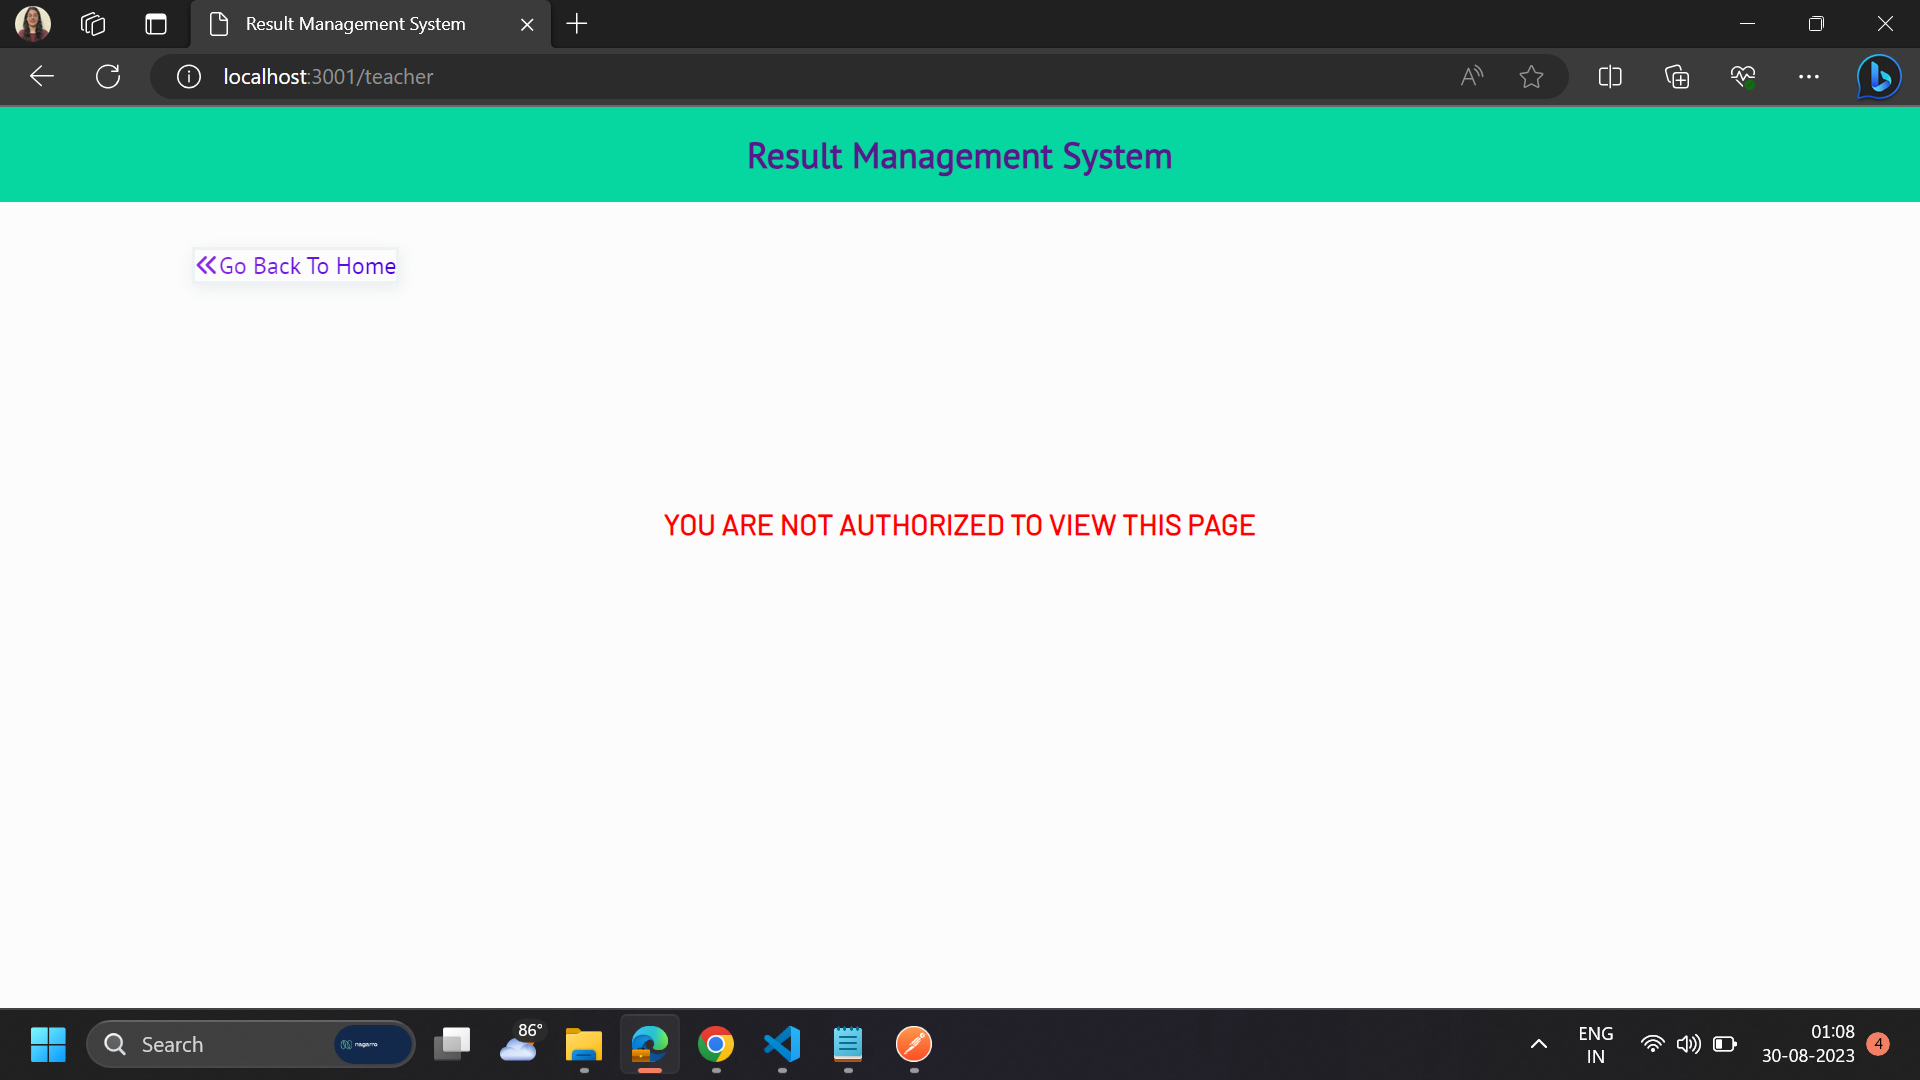 Result Management System
localhost:3001/teacher
Result Management System
Go Back To Home
YOU ARE NOT AUTHORIZED TO VIEW THIS PAGE
Search
nagarro
86°
ENG
IN
01:08
30-08-2023
4